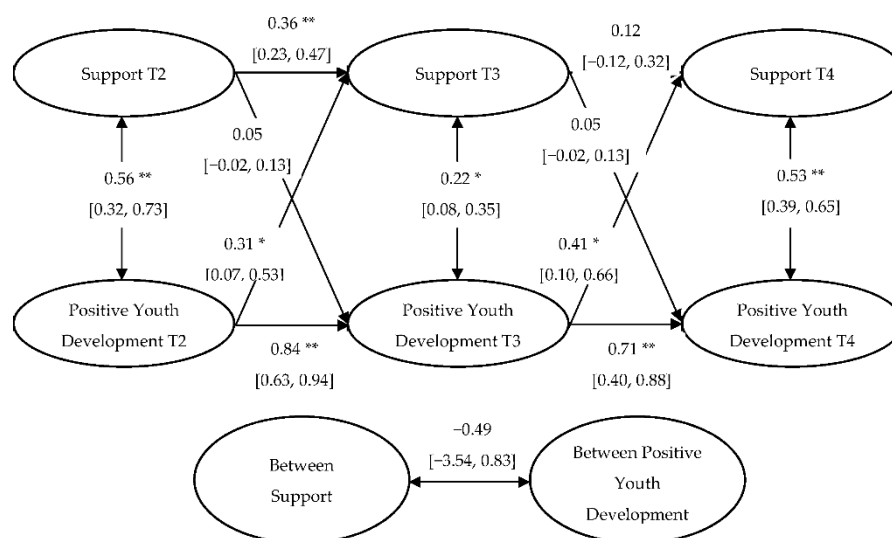 0.36 **
[0.23, 0.47]
0.12
[−0.12, 0.32]
Support T2
Support T3
Support T4
0.05
[−0.02, 0.13]
0.05
[−0.02, 0.13]
0.56 **
[0.32, 0.73]
0.22 *
[0.08, 0.35]
0.53 **
[0.39, 0.65]
0.31 *
[0.07, 0.53]
0.41 *
[0.10, 0.66]
Positive Youth
Development T2
Positive Youth
Development T3
Positive Youth
Development T4
0.84 **
[0.63, 0.94]
0.71 **
[0.40, 0.88]
−0.49
[−3.54, 0.83]
Between
Support
Between Positive
Youth
Development